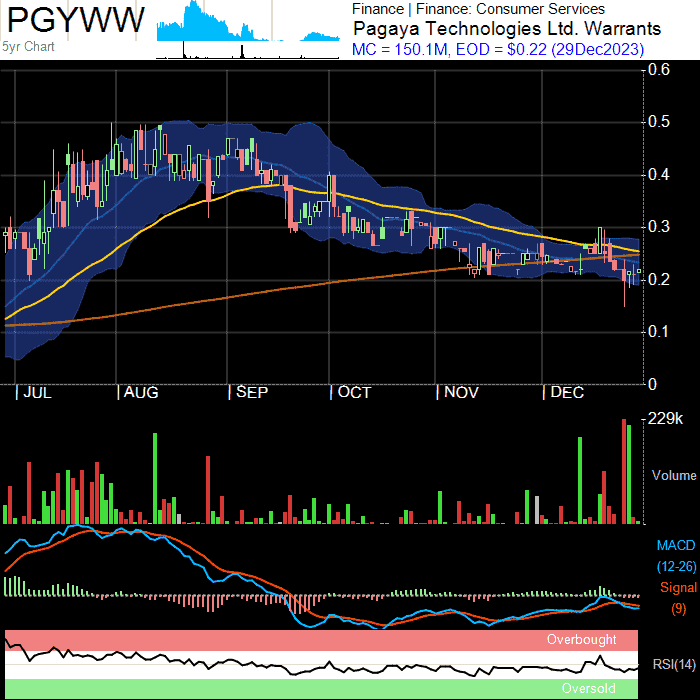 PGYWW
5yr Chart
Finance | Finance: Consumer Services
Pagaya Technologies Ltd. Warrants
MC = 150.1M, EOD = $0.22 (29Dec2023)
0.6
0.5
0.4
0.3
0.2
0.1
0
JUL AUG SEP OCT NOV DEC
229k
Volume
MACD
(12-26)
Signal
(9)
Overbought
RSI(14)
Oversold